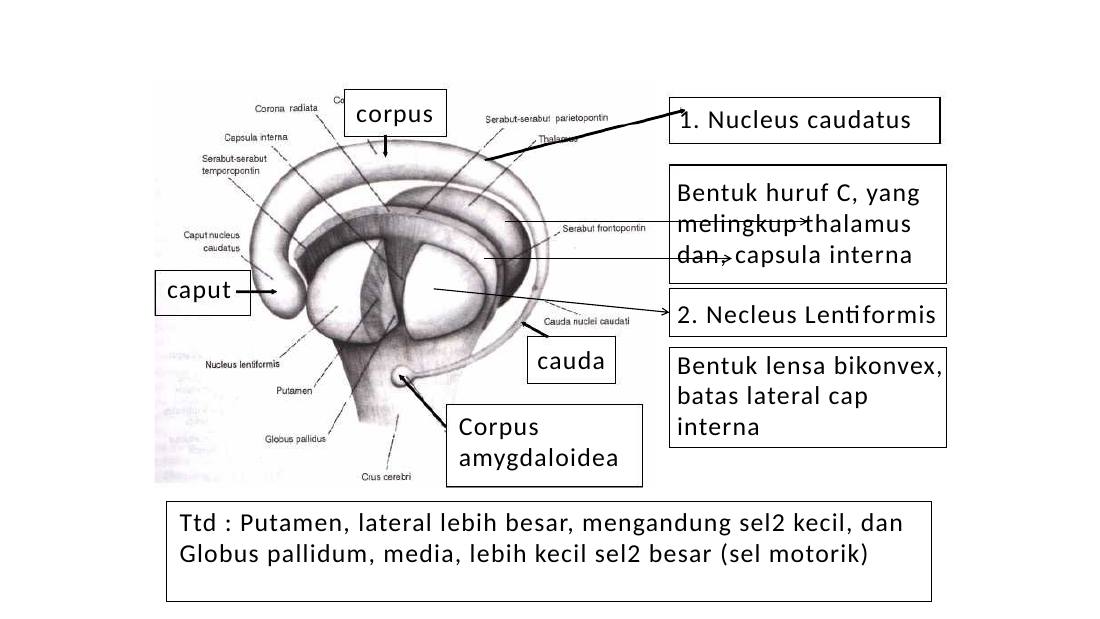 Corona radiata
Co
corpus
Serabut-serabut parietopontin
1. Nucleus caudatus
Capsula interna
Thalamus
Serabut-serabut
temporopontin
Bentuk huruf C, yang
melingkup thalamus
dan, capsula interna
Caput nucleus
caudatus
Serabut frontopontin
caput
2. Necleus Lentiformis
Cauda nuclei caudati
cauda
Bentuk lensa bikonvex,
batas lateral cap
interna
Nucleus lentiformis
Putamen
Corpus
amygdaloidea
Globus pallidus
Crus cerebri
Ttd : Putamen, lateral lebih besar, mengandung sel2 kecil, dan
Globus pallidum, media, lebih kecil sel2 besar (sel motorik)